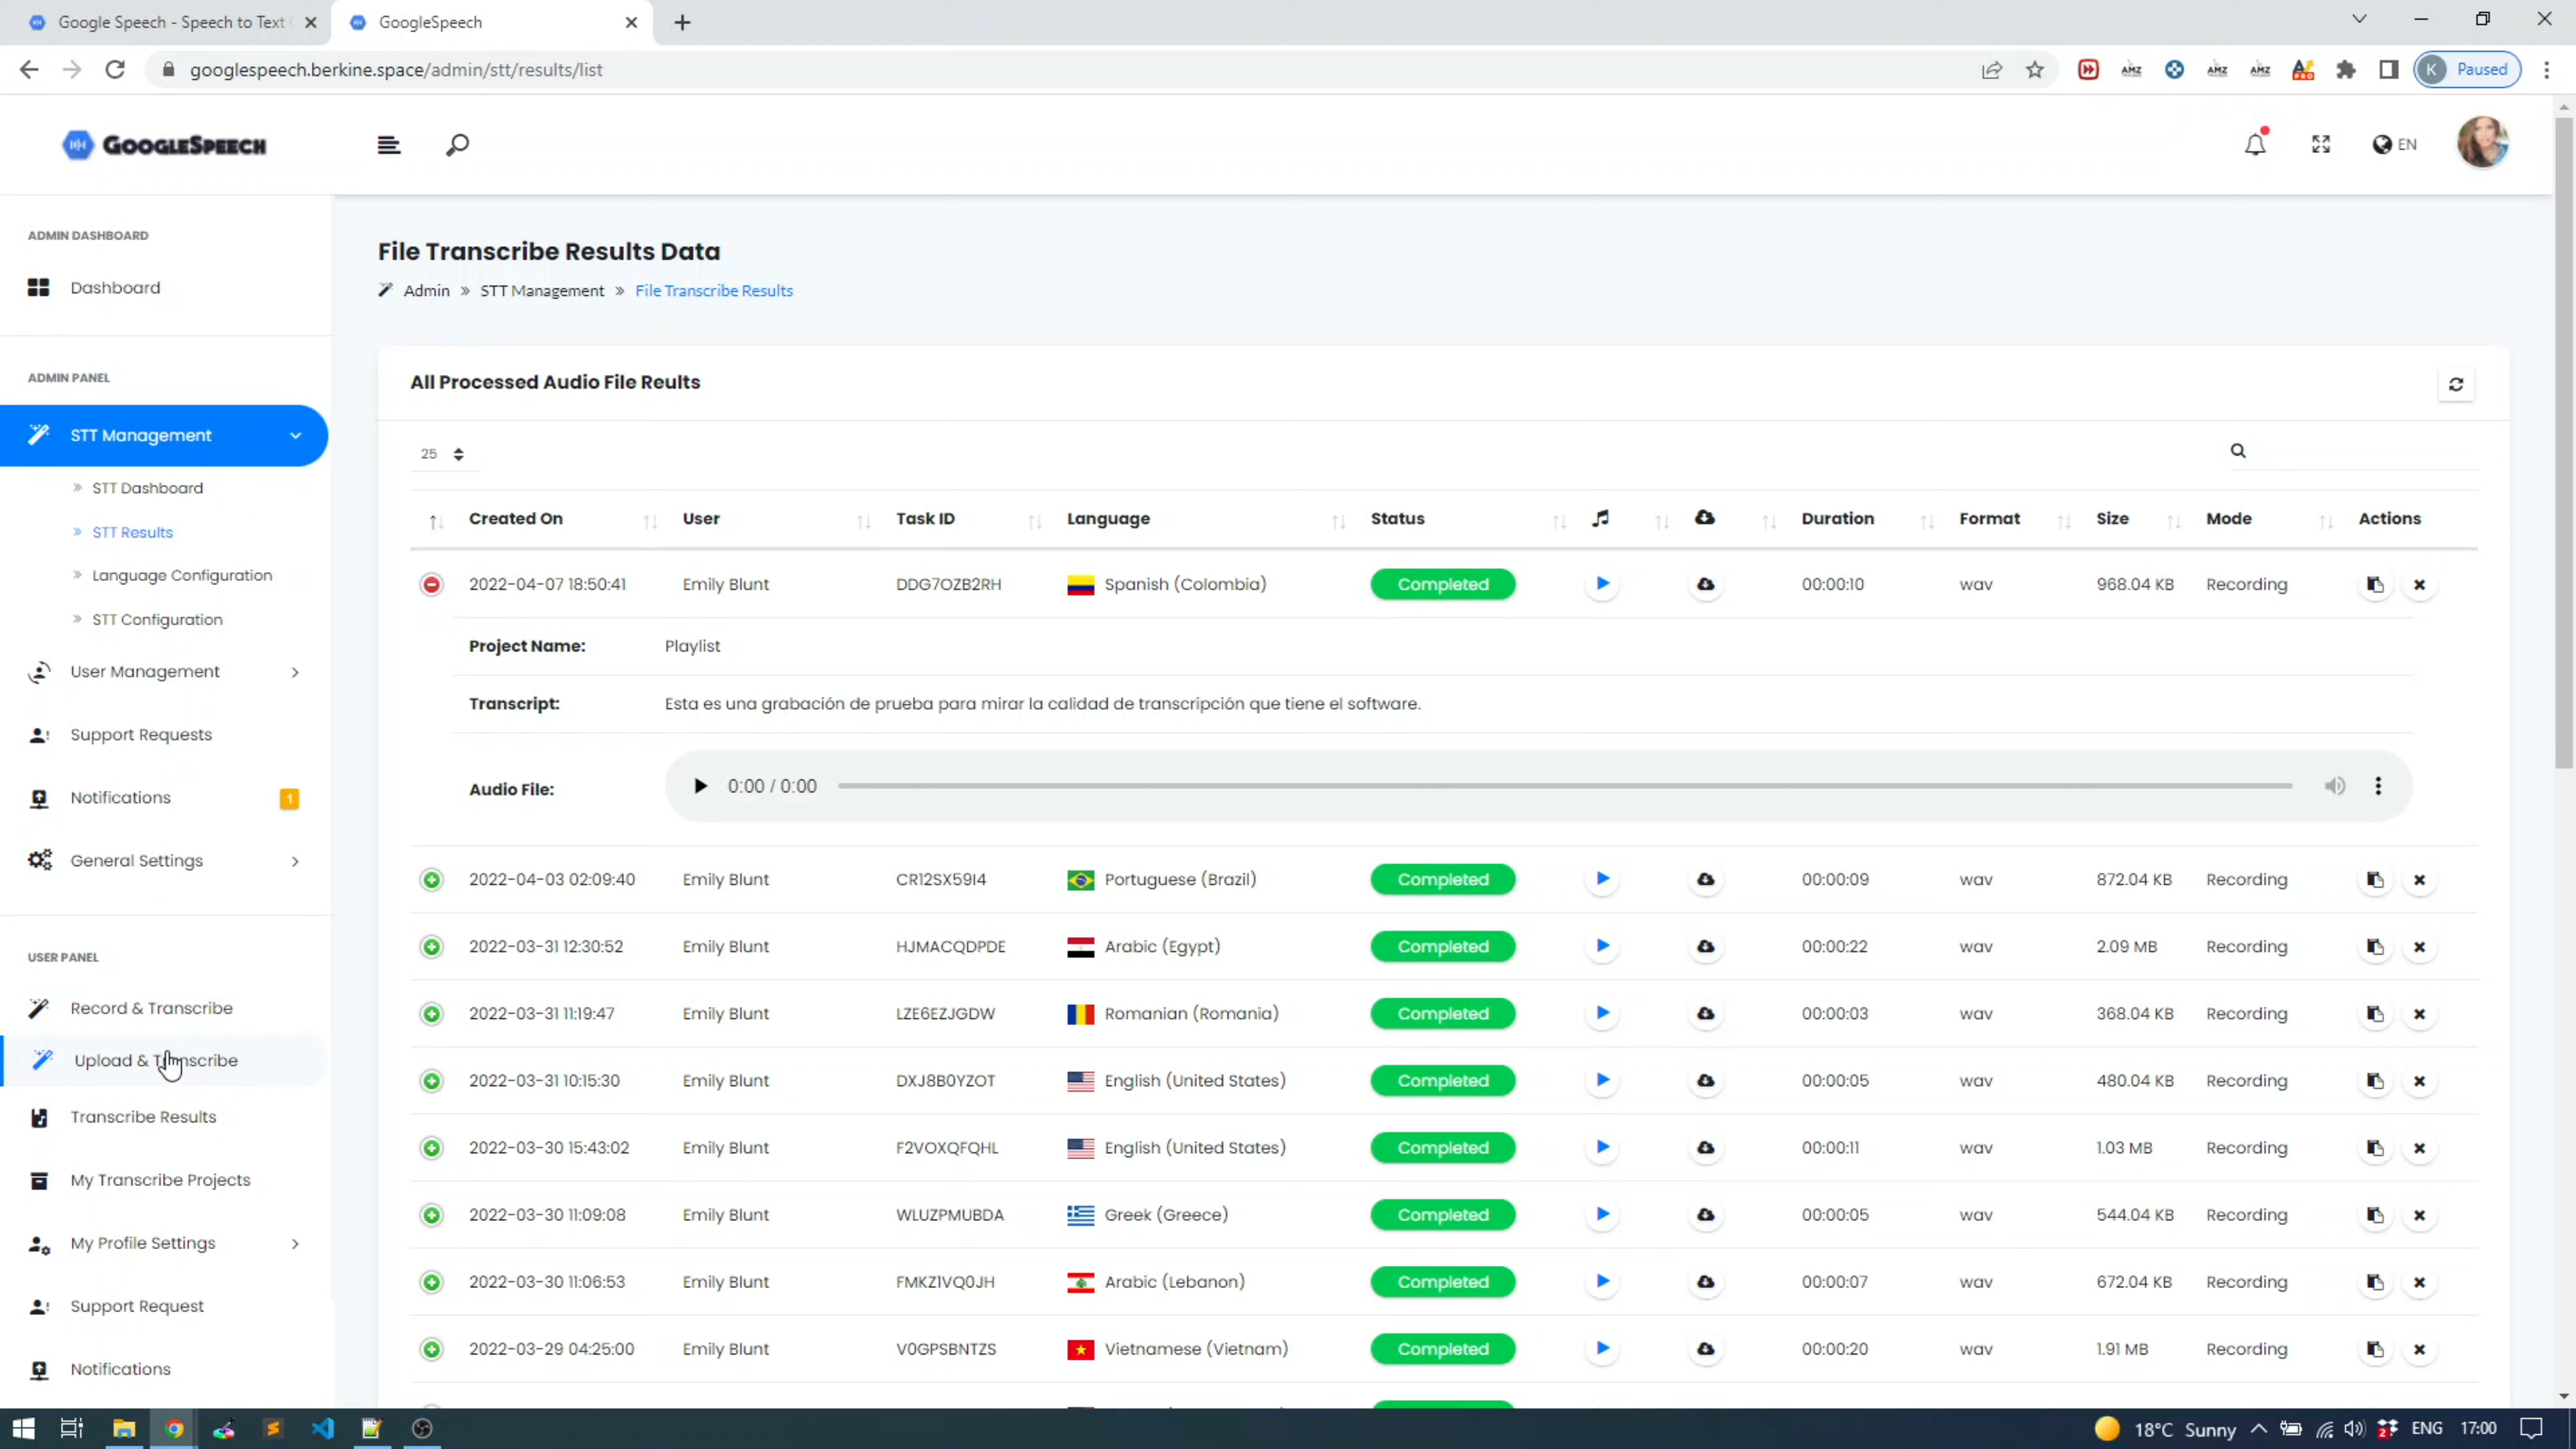 Google Speech - Speech to Text
GoogleSpeech
googlespeech.berkine.space/admin/stt/results/list
AMZ
AMZ
AMZ
PRO
K
Paused
GOOGLESPEECH
EN
ADMIN DASHBOARD
Dashboard
ADMIN PANEL
STT Management
STT Dashboard
STT Results
Language Configuration
STT Configuration
User Management
Support Requests
Notifications 1
General Settings
USER PANEL
Record & Transcribe
Upload & Transcribe
Transcribe Results
My Transcribe Projects
My Profile Settings
Support Request
Notifications
File Transcribe Results Data
Admin » STT Management » File Transcribe Results
All Processed Audio File Reults
25
Created On User Task ID Language Status Duration Format Size Mode Actions
2022-04-07 18:50:41 Emily Blunt DDG7OZB2RH Spanish (Colombia) Completed 00:00:10 wav 968.04 KB Recording
Project Name: Playlist
Transcript: Esta es una grabación de prueba para mirar la calidad de transcripción que tiene el software.
Audio File: 0:00 / 0:00
2022-04-03 02:09:40 Emily Blunt CR12SX59I4 Portuguese (Brazil) Completed 00:00:09 wav 872.04 KB Recording
2022-03-31 12:30:52 Emily Blunt HJMACQDPDE Arabic (Egypt) Completed 00:00:22 wav 2.09 MB Recording
2022-03-31 11:19:47 Emily Blunt LZE6EZJGDW Romanian (Romania) Completed 00:00:03 wav 368.04 KB Recording
2022-03-31 10:15:30 Emily Blunt DXJ8B0YZOT English (United States) Completed 00:00:05 wav 480.04 KB Recording
2022-03-30 15:43:02 Emily Blunt F2VOXQFQHL English (United States) Completed 00:00:11 wav 1.03 MB Recording
2022-03-30 11:09:08 Emily Blunt WLUZPMUBDA Greek (Greece) Completed 00:00:05 wav 544.04 KB Recording
2022-03-30 11:06:53 Emily Blunt FMKZ1VQ0JH Arabic (Lebanon) Completed 00:00:07 wav 672.04 KB Recording
2022-03-29 04:25:00 Emily Blunt V0GPSBNTZS Vietnamese (Vietnam) Completed 00:00:20 wav 1.91 MB Recording
18°C Sunny
2
ENG
17:00